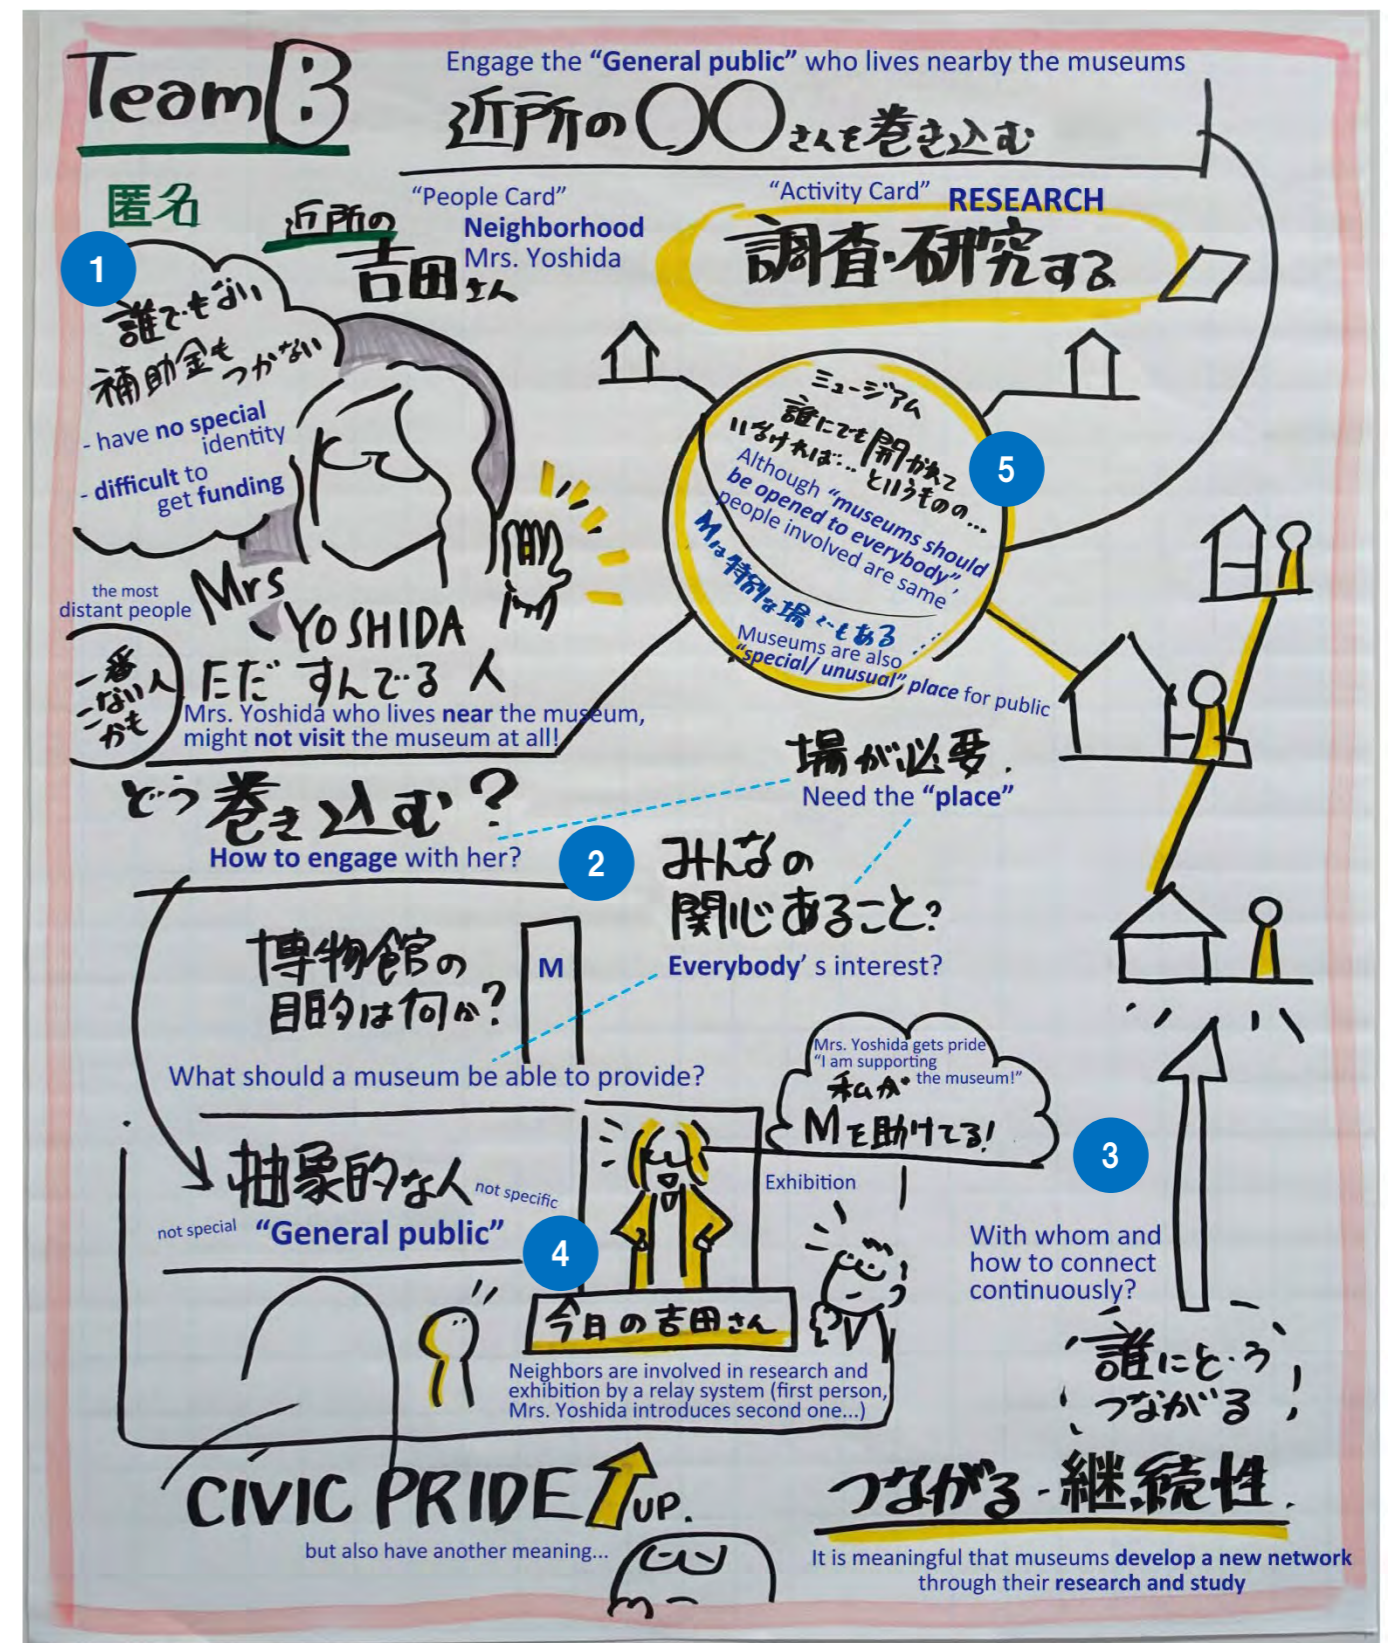 Team B
Engage the “General public” who lives nearby the museums
近所の〇〇さんを巻き込む
匿名
近所の
吉田さん
“People Card”
Neighborhood
Mrs. Yoshida
“Activity Card” RESEARCH
調査・研究する
1
誰でもない
補助金も
つかない
- have no special
identity
- difficult to
get funding
Mrs
YOSHIDA
the most
distant people
一番
こない人
かも
ただ すんでる 人
Mrs. Yoshida who lives near the museum,
might not visit the museum at all!
ミュージアム
誰にでも開かれて
いなければ…というものの…
5
Although “museums should
be opened to everybody”,
people involved are same
Mは特別な場でもある
Museums are also
“special/ unusual” place for public
どう巻き込む?
How to engage with her?
2
場が必要.
Need the “place”
みんなの
関心あること?
Everybody’ s interest?
博物館の
目的は何か?
M
What should a museum be able to provide?
抽象的な人
not specific
not special “General public”
4
Mrs. Yoshida gets pride
“I am supporting
the museum!”
私が
Mを助けてる!
Exhibition
3
今日の吉田さん
Neighbors are involved in research and
exhibition by a relay system (first person,
Mrs. Yoshida introduces second one...)
With whom and
how to connect
continuously?
誰にどう
つながる
CIVIC PRIDE UP.
but also have another meaning...
つながる・継続性.
It is meaningful that museums develop a new network
through their research and study